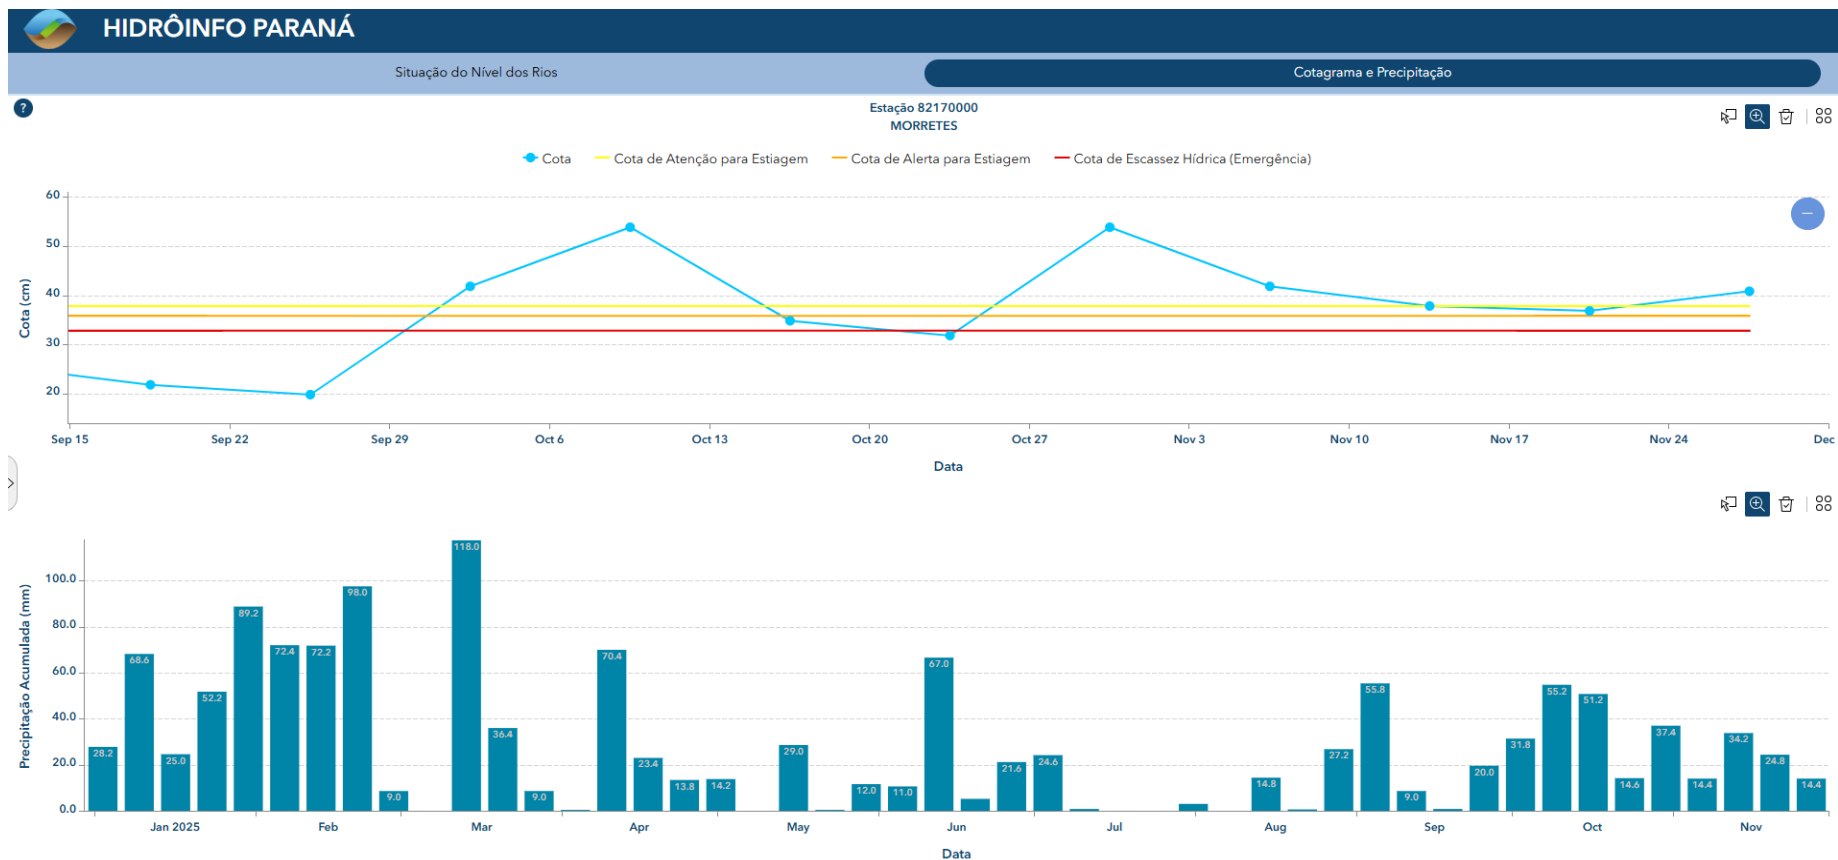 HIDRÔINFO PARANÁ
Situação do Nível dos Rios
Cotagrama e Precipitação
?
Estação 82170000
MORRETES
Cota
Cota de Atenção para Estiagem
Cota de Alerta para Estiagem
Cota de Escassez Hídrica (Emergência)
Cota (cm)
60
50
40
30
20
Sep 15 Sep 22 Sep 29 Oct 6 Oct 13 Oct 20 Oct 27 Nov 3 Nov 10 Nov 17 Nov 24 Dec
Data
Precipitação Acumulada (mm)
100.0
80.0
60.0
40.0
20.0
0.0
28.2 68.6 25.0 52.2 89.2 72.4 72.2 98.0 9.0 118.0 36.4 9.0 70.4 23.4 13.8 14.2 29.0 12.0 11.0 67.0 21.6 24.6 14.8 27.2 55.8 9.0 20.0 31.8 55.2 51.2 14.6 37.4 14.4 34.2 24.8 14.4
Jan 2025 Feb Mar Apr May Jun Jul Aug Sep Oct Nov
Data